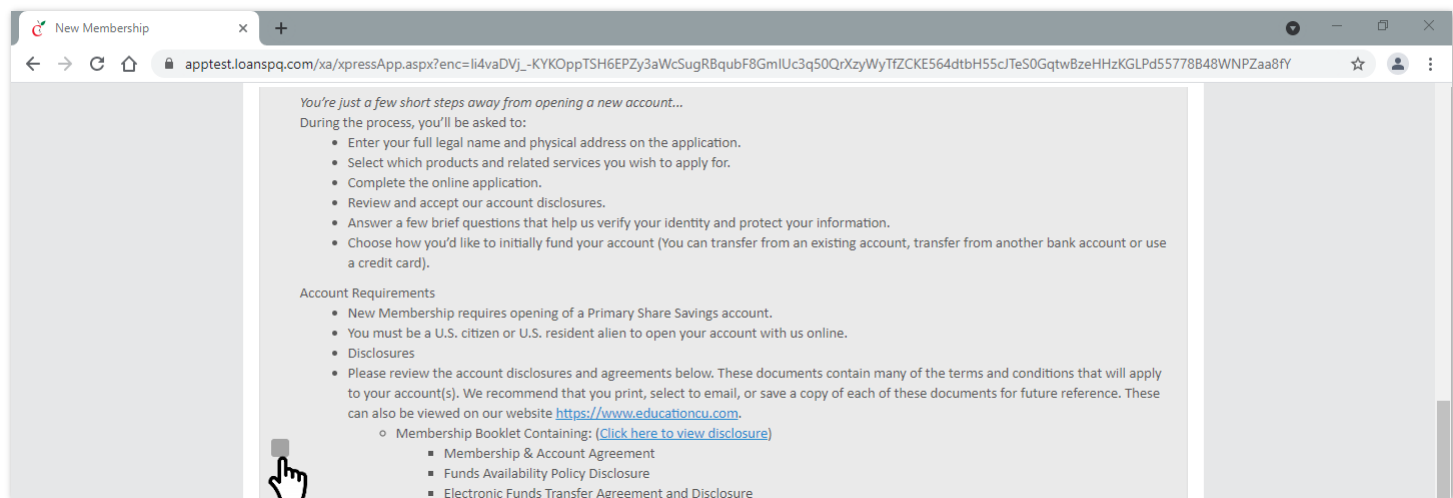 New Membership
apptest.loanspq.com/xa/xpressApp.aspx?enc=li4vaDVj_-KYKOppTSH6EPZy3aWcSugRBqubF8GmIUc3q50QrXzyWyTfZCKE564dtbH55cJTeS0GqtwBzeHHzKGLPd55778B48WNPZaa8fY
You're just a few short steps away from opening a new account...
During the process, you'll be asked to:
• Enter your full legal name and physical address on the application.
• Select which products and related services you wish to apply for.
• Complete the online application.
• Review and accept our account disclosures.
• Answer a few brief questions that help us verify your identity and protect your information.
• Choose how you'd like to initially fund your account (You can transfer from an existing account, transfer from another bank account or use
a credit card).
Account Requirements
• New Membership requires opening of a Primary Share Savings account.
• You must be a U.S. citizen or U.S. resident alien to open your account with us online.
• Disclosures
• Please review the account disclosures and agreements below. These documents contain many of the terms and conditions that will apply
to your account(s). We recommend that you print, select to email, or save a copy of each of these documents for future reference. These
can also be viewed on our website https://www.educationcu.com.
○ Membership Booklet Containing: (Click here to view disclosure)
▪ Membership & Account Agreement
▪ Funds Availability Policy Disclosure
▪ Electronic Funds Transfer Agreement and Disclosure